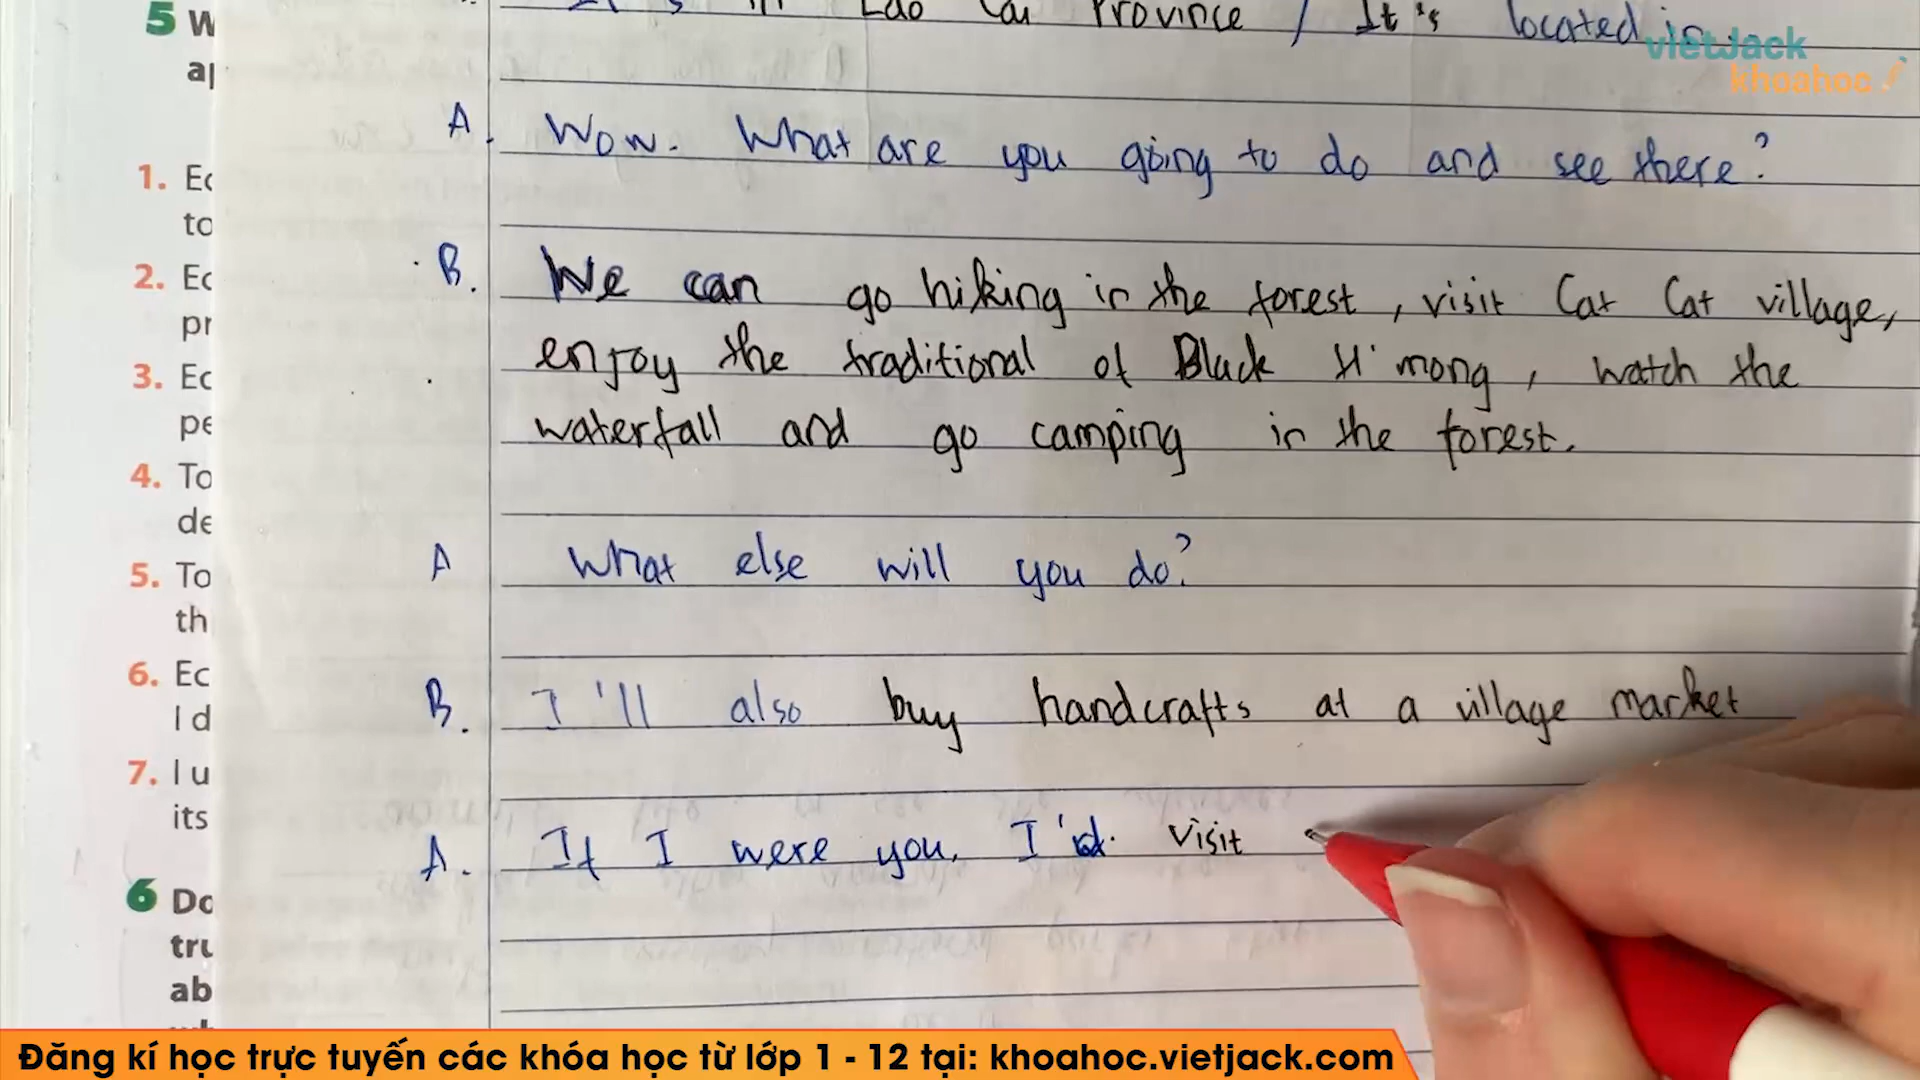 5 W
Lao Cai Province / It's located in
vietJack
khoahoc
ap
A. Wow. What are you going to do and see there?
1. Ec
to
B. We can go hiking in the forest, visit Cat Cat village,
2. Ec
pr
enjoy the traditional of Black H'mong, watch the
3. Ec
pe
waterfall and go camping in the forest.
4. To
de
A What else will you do?
5. To
th
6. Ec
I d
B. I'll also buy handcrafts at a village market
7. I u
its
A. If I were you, I'd. visit
6 Do
tru
ab
Đăng kí học trực tuyến các khóa học từ lớp 1 - 12 tại: khoahoc.vietjack.com